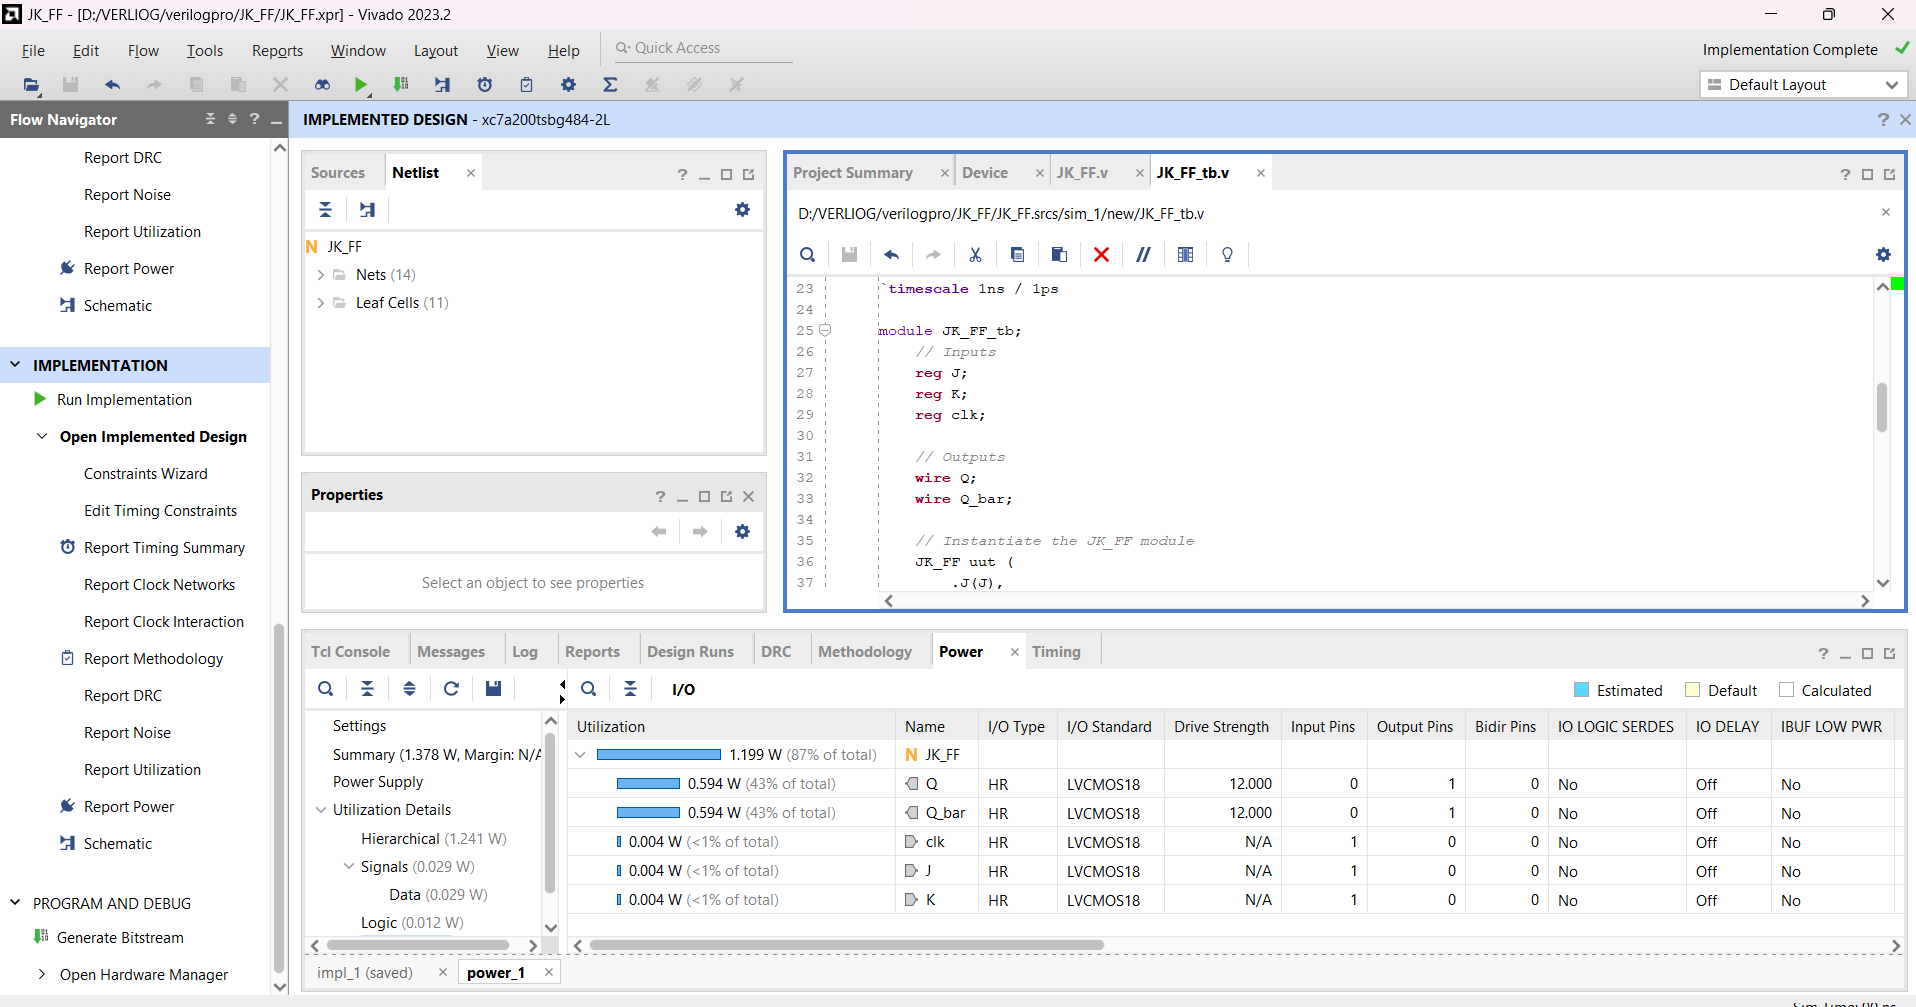 JK_FF - [D:/VERLIOG/verilogpro/JK_FF/JK_FF.xpr] - Vivado 2023.2
File Edit Flow Tools Reports Window Layout View Help Quick Access
Implementation Complete
Default Layout
Flow Navigator
Report DRC
Report Noise
Report Utilization
Report Power
Schematic
IMPLEMENTATION
Run Implementation
Open Implemented Design
Constraints Wizard
Edit Timing Constraints
Report Timing Summary
Report Clock Networks
Report Clock Interaction
Report Methodology
Report DRC
Report Noise
Report Utilization
Report Power
Schematic
PROGRAM AND DEBUG
Generate Bitstream
Open Hardware Manager
IMPLEMENTED DESIGN - xc7a200tsbg484-2L
Sources Netlist
JK_FF
Nets (14)
Leaf Cells (11)
Properties
Select an object to see properties
Project Summary Device JK_FF.v JK_FF_tb.v
D:/VERLIOG/verilogpro/JK_FF/JK_FF.srcs/sim_1/new/JK_FF_tb.v
23 `timescale 1ns / 1ps
24
25 module JK_FF_tb;
26 // Inputs
27 reg J;
28 reg K;
29 reg clk;
30
31 // Outputs
32 wire Q;
33 wire Q_bar;
34
35 // Instantiate the JK_FF module
36 JK_FF uut (
37 .J(J),
Tcl Console Messages Log Reports Design Runs DRC Methodology Power Timing
I/O
Estimated Default Calculated
Settings
Summary (1.378 W, Margin: N/A
Power Supply
Utilization Details
Hierarchical (1.241 W)
Signals (0.029 W)
Data (0.029 W)
Logic (0.012 W)
Utilization Name I/O Type I/O Standard Drive Strength Input Pins Output Pins Bidir Pins IO LOGIC SERDES IO DELAY IBUF LOW PWR
1.199 W (87% of total) N JK_FF
0.594 W (43% of total) Q HR LVCMOS18 12.000 0 1 0 No Off No
0.594 W (43% of total) Q_bar HR LVCMOS18 12.000 0 1 0 No Off No
0.004 W (<1% of total) clk HR LVCMOS18 N/A 1 0 0 No Off No
0.004 W (<1% of total) J HR LVCMOS18 N/A 1 0 0 No Off No
0.004 W (<1% of total) K HR LVCMOS18 N/A 1 0 0 No Off No
impl_1 (saved) power_1